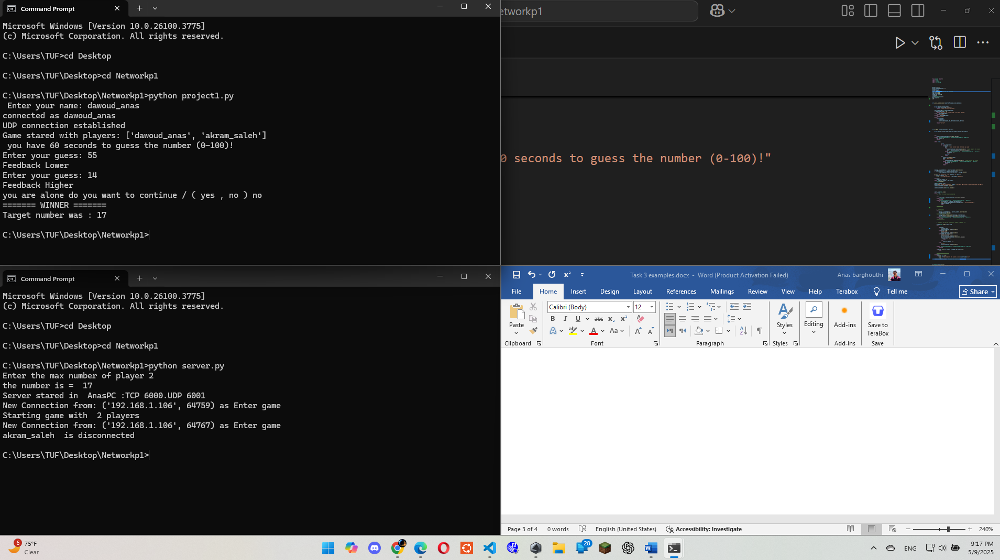 Command Prompt
Microsoft Windows [Version 10.0.26100.3775]
(c) Microsoft Corporation. All rights reserved.
C:\Users\TUF>cd Desktop
C:\Users\TUF\Desktop>cd Networkp1
C:\Users\TUF\Desktop\Networkp1>python project1.py
Enter your name: dawoud_anas
connected as dawoud_anas
UDP connection established
Game stared with players: ['dawoud_anas', 'akram_saleh']
you have 60 seconds to guess the number (0-100)!
Enter your guess: 55
Feedback Lower
Enter your guess: 14
Feedback Higher
you are alone do you want to continue / ( yes , no ) no
======= WINNER =======
Target number was : 17
C:\Users\TUF\Desktop\Networkp1>
etworkp1
0 seconds to guess the number (0-100)!"
Command Prompt
Microsoft Windows [Version 10.0.26100.3775]
(c) Microsoft Corporation. All rights reserved.
C:\Users\TUF>cd Desktop
C:\Users\TUF\Desktop>cd Networkp1
C:\Users\TUF\Desktop\Networkp1>python server.py
Enter the max number of player 2
the number is =  17
Server stared in  AnasPC :TCP 6000.UDP 6001
New Connection from: ('192.168.1.106', 64759) as Enter game
Starting game with  2 players
New Connection from: ('192.168.1.106', 64767) as Enter game
akram_saleh  is disconnected
C:\Users\TUF\Desktop\Networkp1>
Task 3 examples.docx - Word (Product Activation Failed) Anas barghouthi
File Home Insert Design Layout References Mailings Review View Help Terabox Tell me Share
Calibri (Body) 12
B I U abc x₂ x²
A Aa A A
Paste Styles Editing Add-ins Save to TeraBox
Clipboard Font Paragraph Styles Add-ins Save
Page 3 of 4 0 words English (United States) Accessibility: Investigate 240%
6 75°F
Clear
28
ENG
9:17 PM
5/9/2025